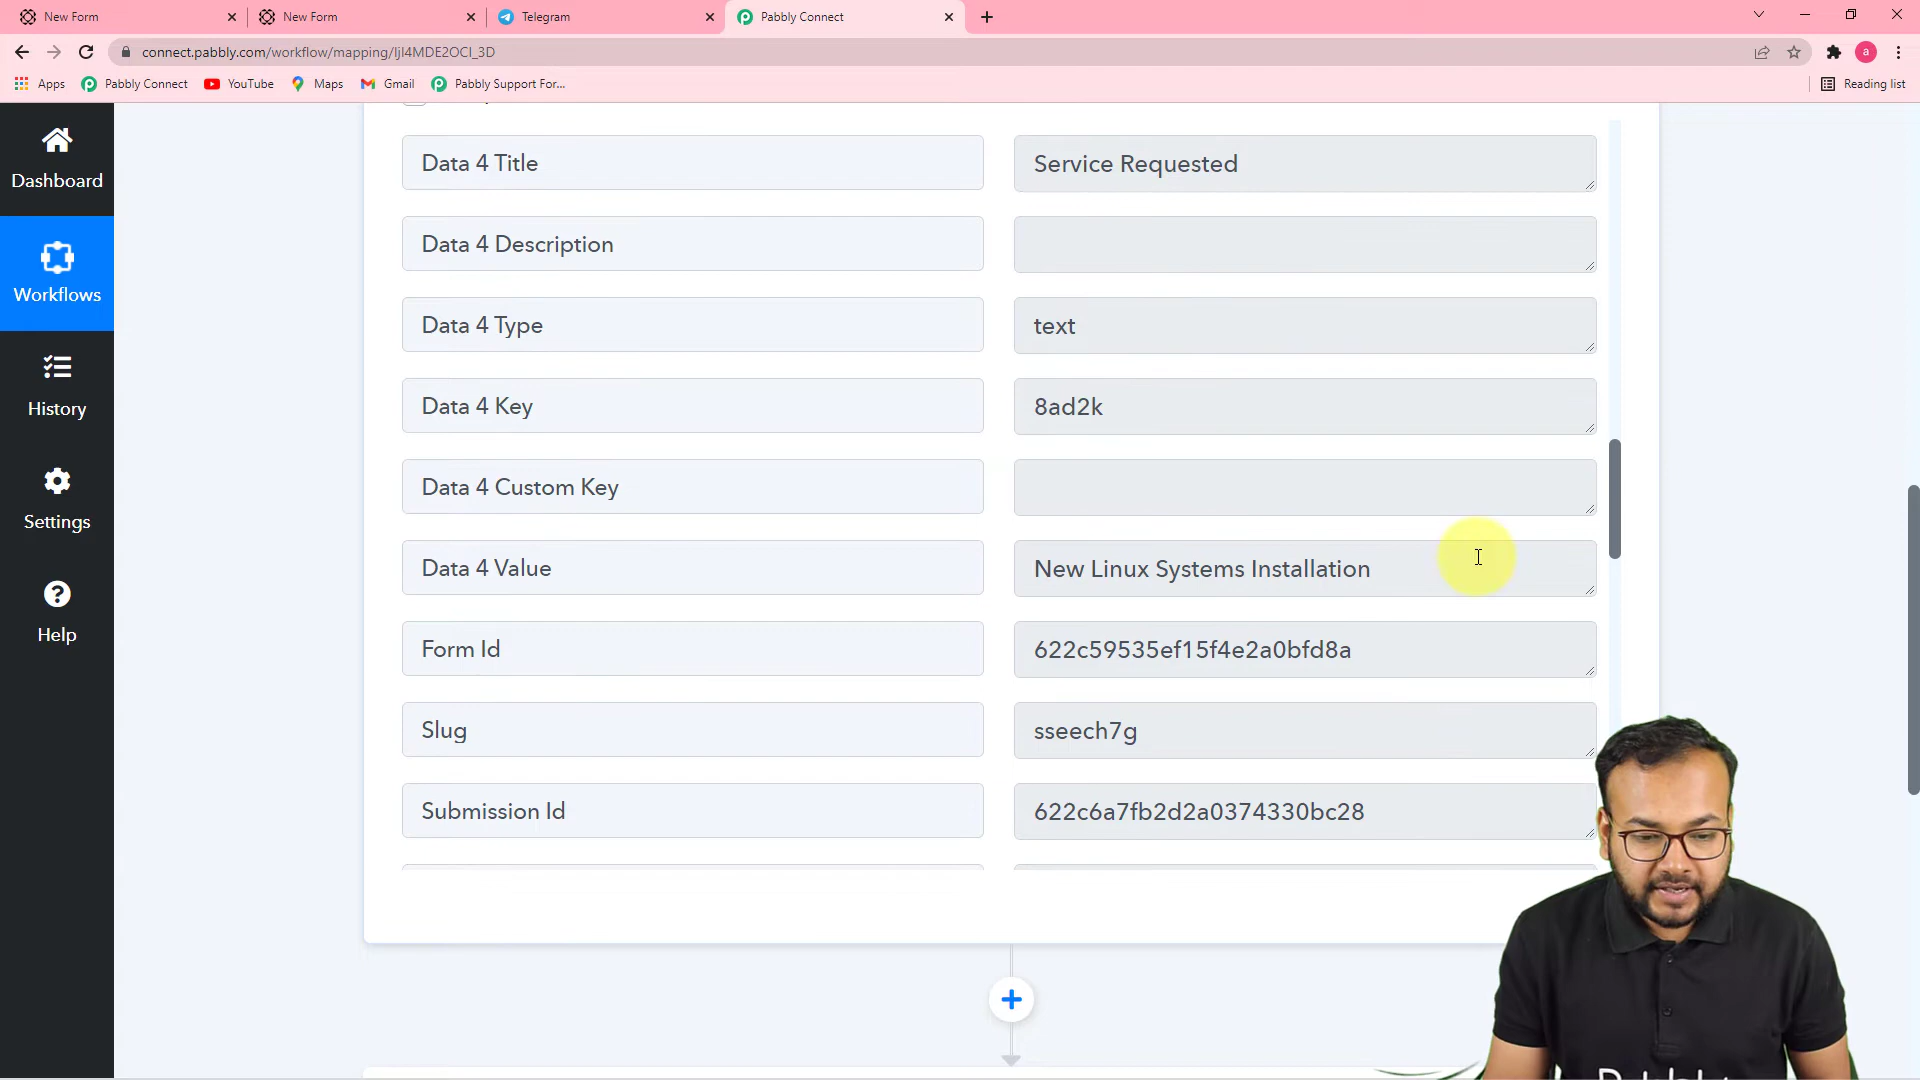 New Form
New Form
Telegram
Pabbly Connect
connect.pabbly.com/workflow/mapping/IjI4MDE2OCI_3D
a
Apps
Pabbly Connect
YouTube
Maps
Gmail
Pabbly Support For...
Reading list
Dashboard
Workflows
History
Settings
Help
Data 4 Title
Service Requested
Data 4 Description
Data 4 Type
text
Data 4 Key
8ad2k
Data 4 Custom Key
Data 4 Value
New Linux Systems Installation
Form Id
622c59535ef15f4e2a0bfd8a
Slug
sseech7g
Submission Id
622c6a7fb2d2a0374330bc28